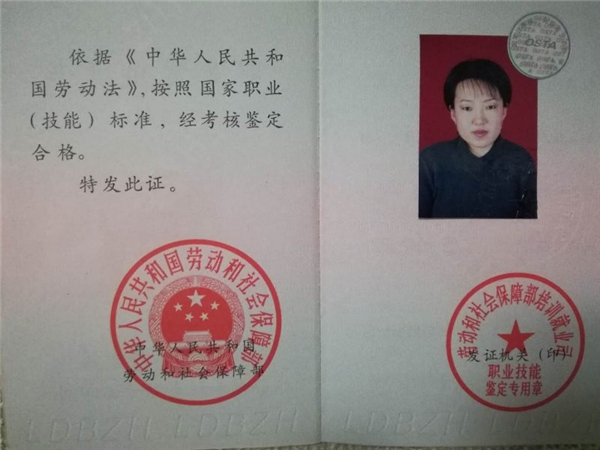 依据《中华人民共和
国劳动法》,按照国家职业
(技能)标准,经考核鉴定
合格。
特发此证。
中华人民共和国劳动和社会保障部
中华人民共和国
劳动和社会保障部
LDBZH LDBZH
OSTA
劳动和社会保障部培训就业司
发证机关(印)
职业技能
鉴定专用章
LDBZH